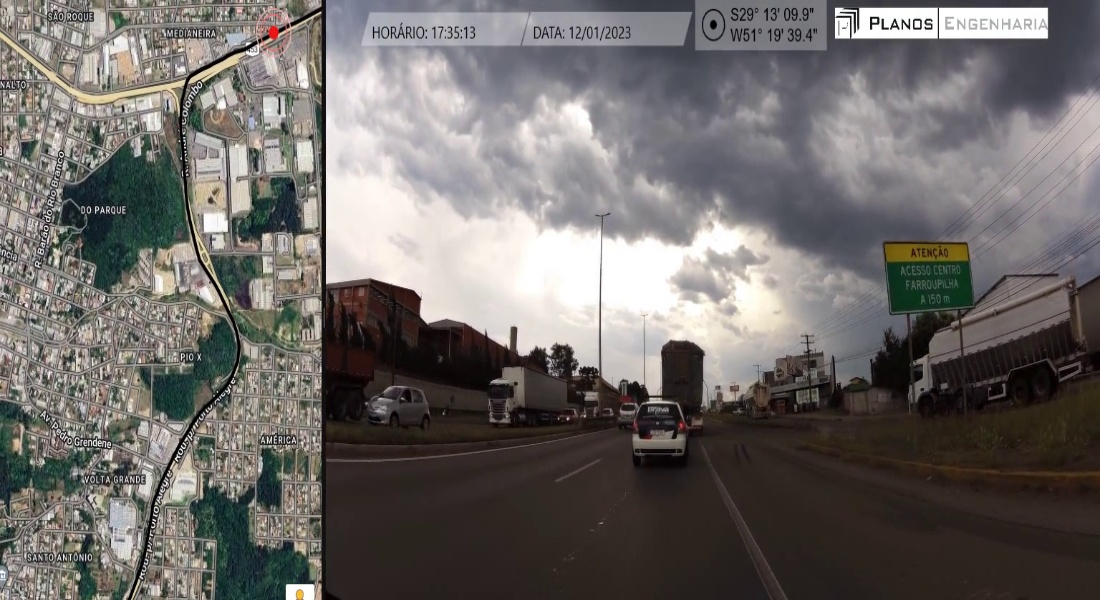 SÃO ROQUE
MEDIANEIRA
453
NALTO
R. Barão do Rio Branco
DO PARQUE
PIO X
Av. Pedro Grendene
AMÉRICA
VOLTA GRANDE
SANTO ANTÔNIO
HORÁRIO: 17:35:13
DATA: 12/01/2023
S29° 13' 09.9"
W51° 19' 39.4"
PLANOS ENGENHARIA
ATENÇÃO
ACESSO CENTRO
FARROUPILHA
A 150 m